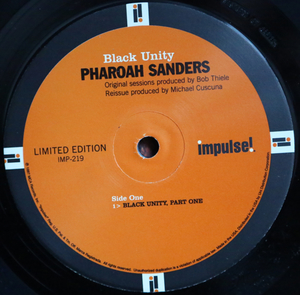 Black Unity
PHAROAH SANDERS
Original sessions produced by Bob Thiele
Reissue produced by Michael Cuscuna
LIMITED EDITION
IMP-219
impulse!
Side One
1> BLACK UNITY, PART ONE